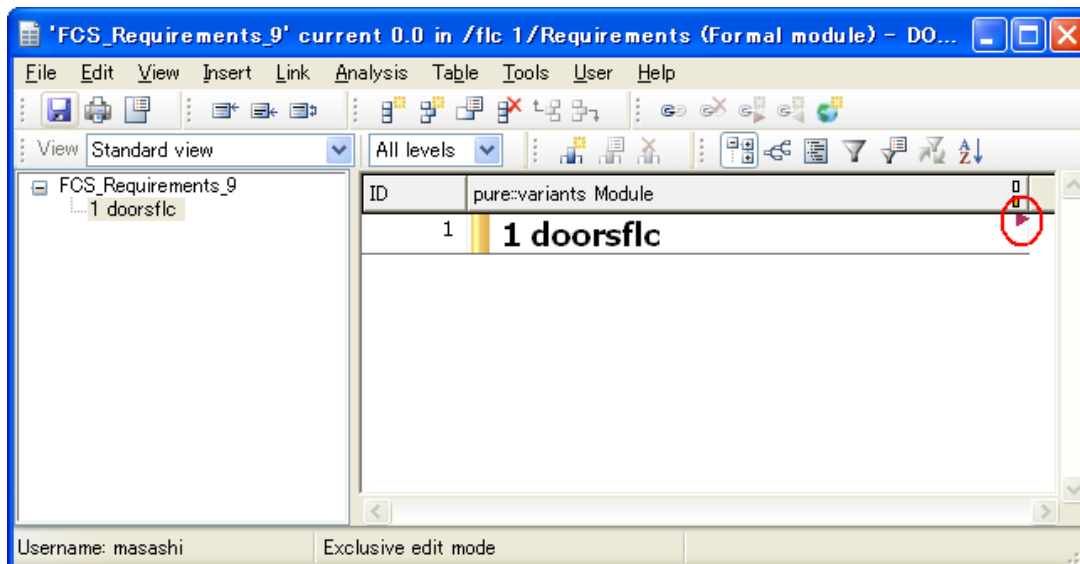 'FCS_Requirements_9' current 0.0 in /flc 1/Requirements (Formal module) - DO...
File Edit View Insert Link Analysis Table Tools User Help
View Standard view All levels
FCS_Requirements_9
1 doorsflc
ID pure::variants Module
1 1 doorsflc
Username: masashi Exclusive edit mode